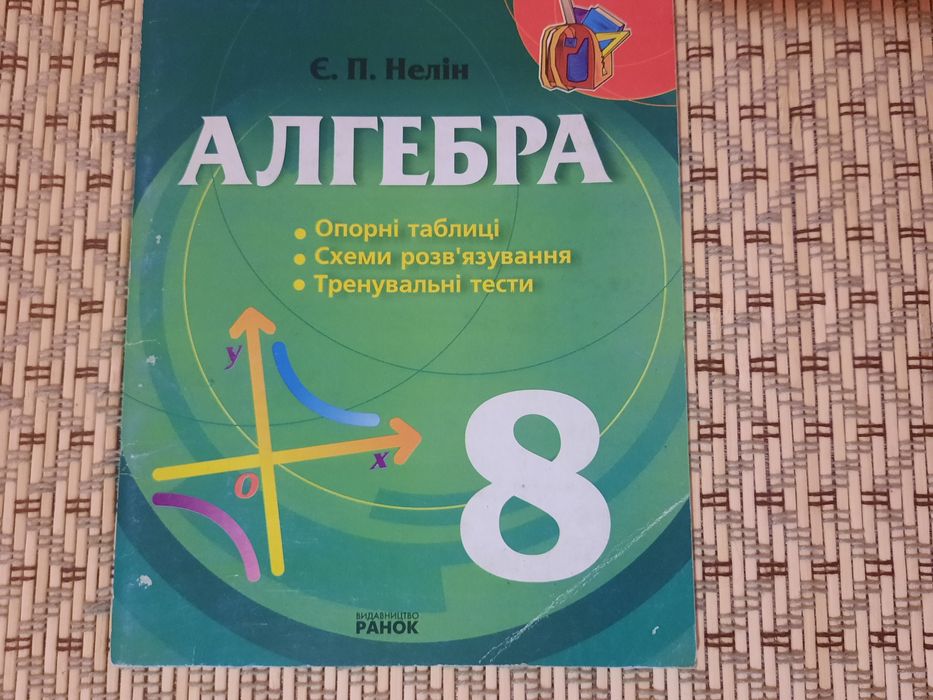 Є. П. Нелін
АЛГЕБРА
• Опорні таблиці
• Схеми розв'язування
• Тренувальні тести
y
x
O
8
ВИДАВНИЦТВО
РАНОК